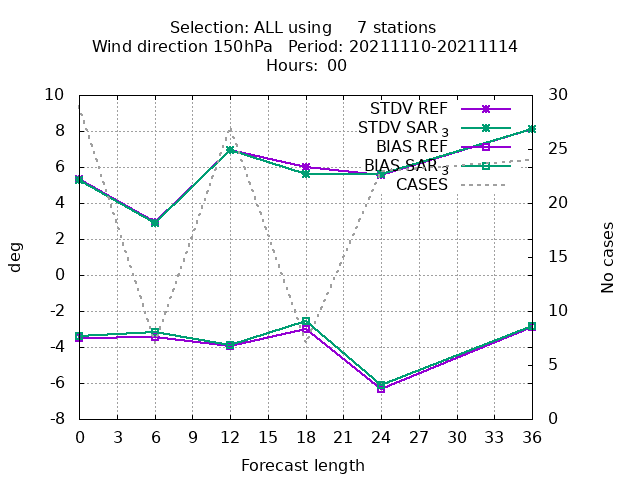 Selection: ALL using     7 stations
Wind direction 150hPa   Period: 20211110-20211114
Hours: 00
STDV REF
STDV SAR 3
BIAS REF
BIAS SAR 3
CASES
10
8
6
4
2
0
-2
-4
-6
-8
deg
30
25
20
15
10
5
0
No cases
0 3 6 9 12 15 18 21 24 27 30 33 36
Forecast length